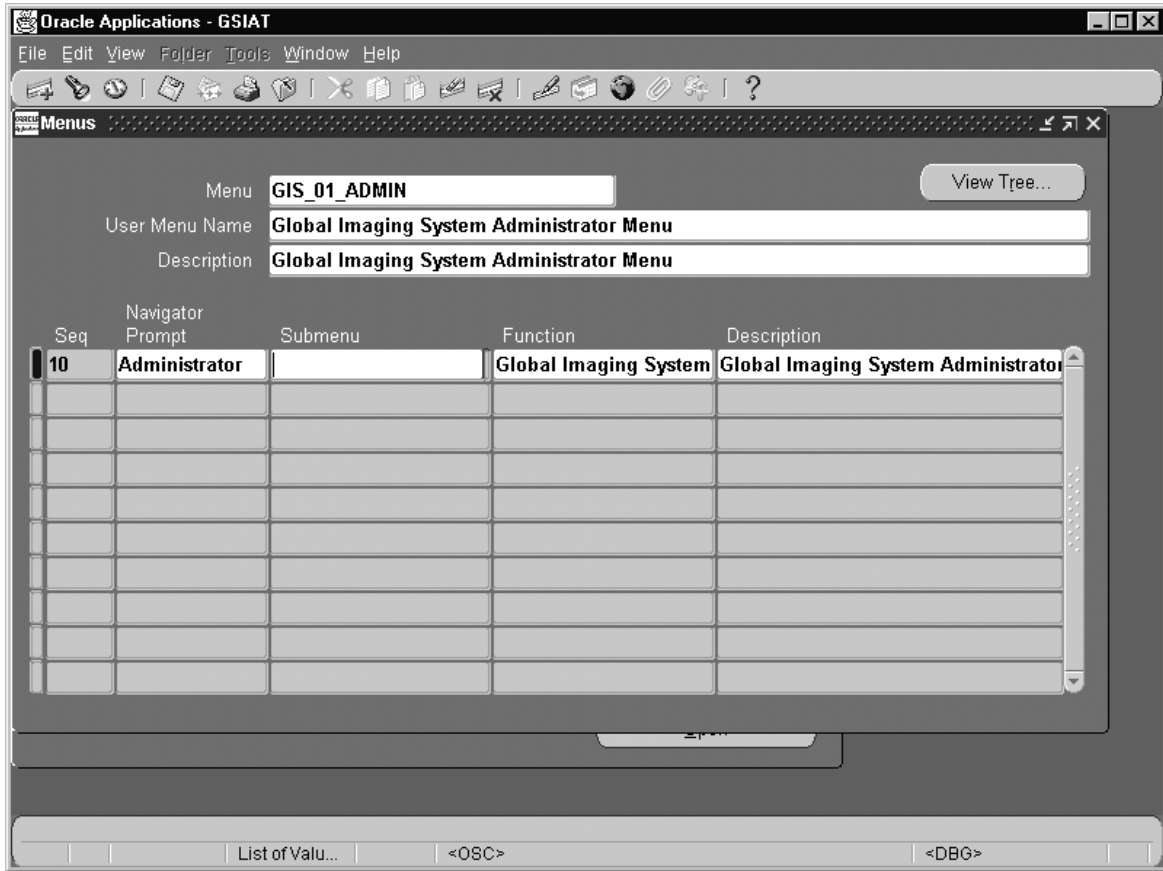 Oracle Applications - GSIAT
File Edit View Folder Tools Window Help
Menus
Menu GIS_01_ADMIN View Tree...
User Menu Name Global Imaging System Administrator Menu
Description Global Imaging System Administrator Menu
Navigator
Seq Prompt Submenu Function Description
10 Administrator Global Imaging System Global Imaging System Administrator
List of Valu... <OSC> <DBG>